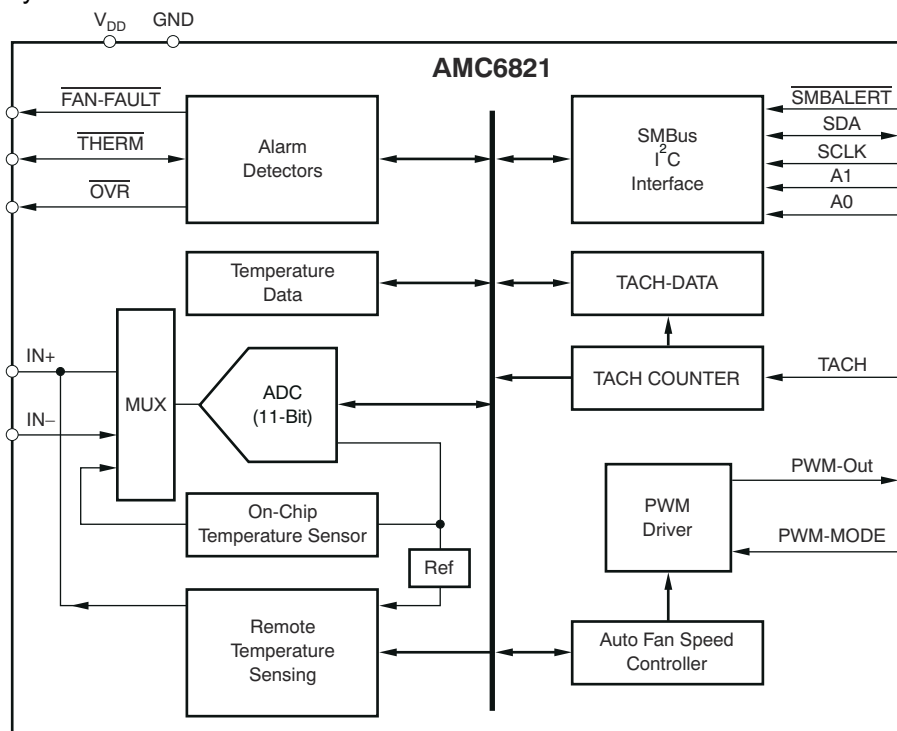 V_DD GND
AMC6821
FAN-FAULT
THERM
OVR
Alarm
Detectors
SMBus
I²C
Interface
SMBALERT
SDA
SCLK
A1
A0
Temperature
Data
TACH-DATA
IN+
IN–
MUX
ADC
(11-Bit)
TACH COUNTER
TACH
On-Chip
Temperature Sensor
Ref
PWM
Driver
PWM-Out
PWM-MODE
Remote
Temperature
Sensing
Auto Fan Speed
Controller